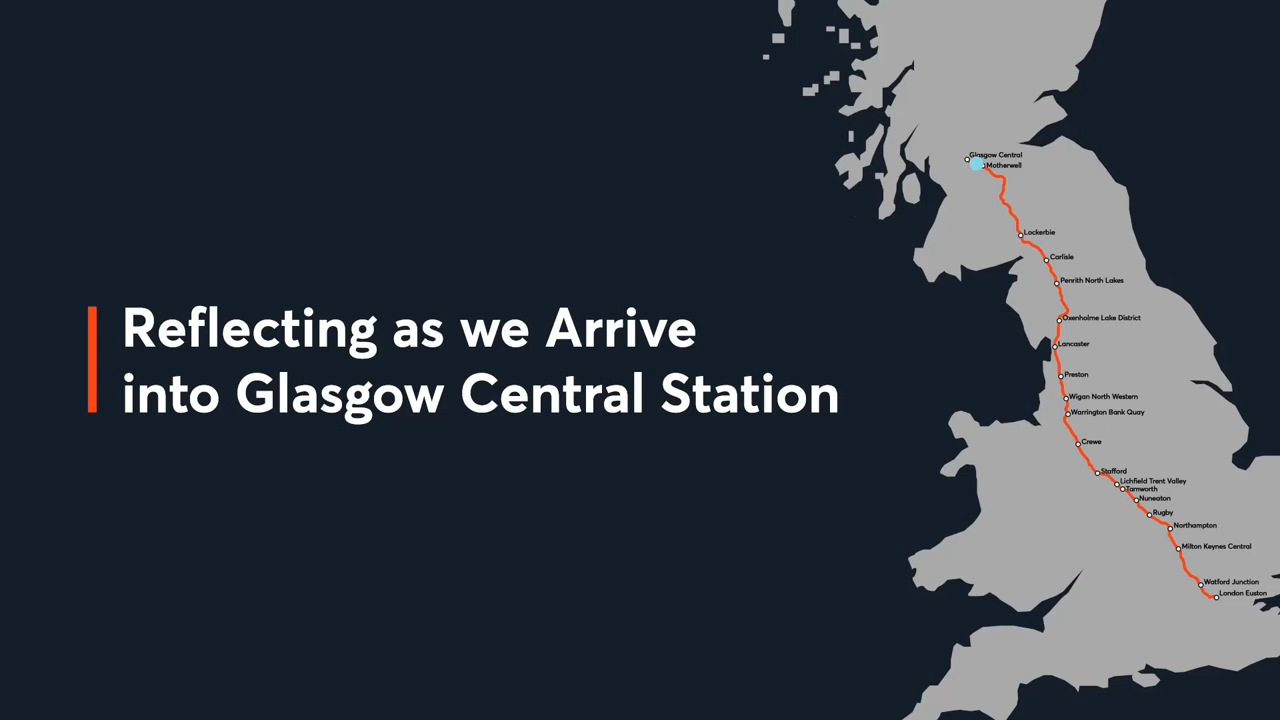 Reflecting as we Arrive
into Glasgow Central Station
Glasgow Central
Motherwell
Lockerbie
Carlisle
Penrith North Lakes
Oxenholme Lake District
Lancaster
Preston
Wigan North Western
Warrington Bank Quay
Crewe
Stafford
Lichfield Trent Valley
Tamworth
Nuneaton
Rugby
Northampton
Milton Keynes Central
Watford Junction
London Euston